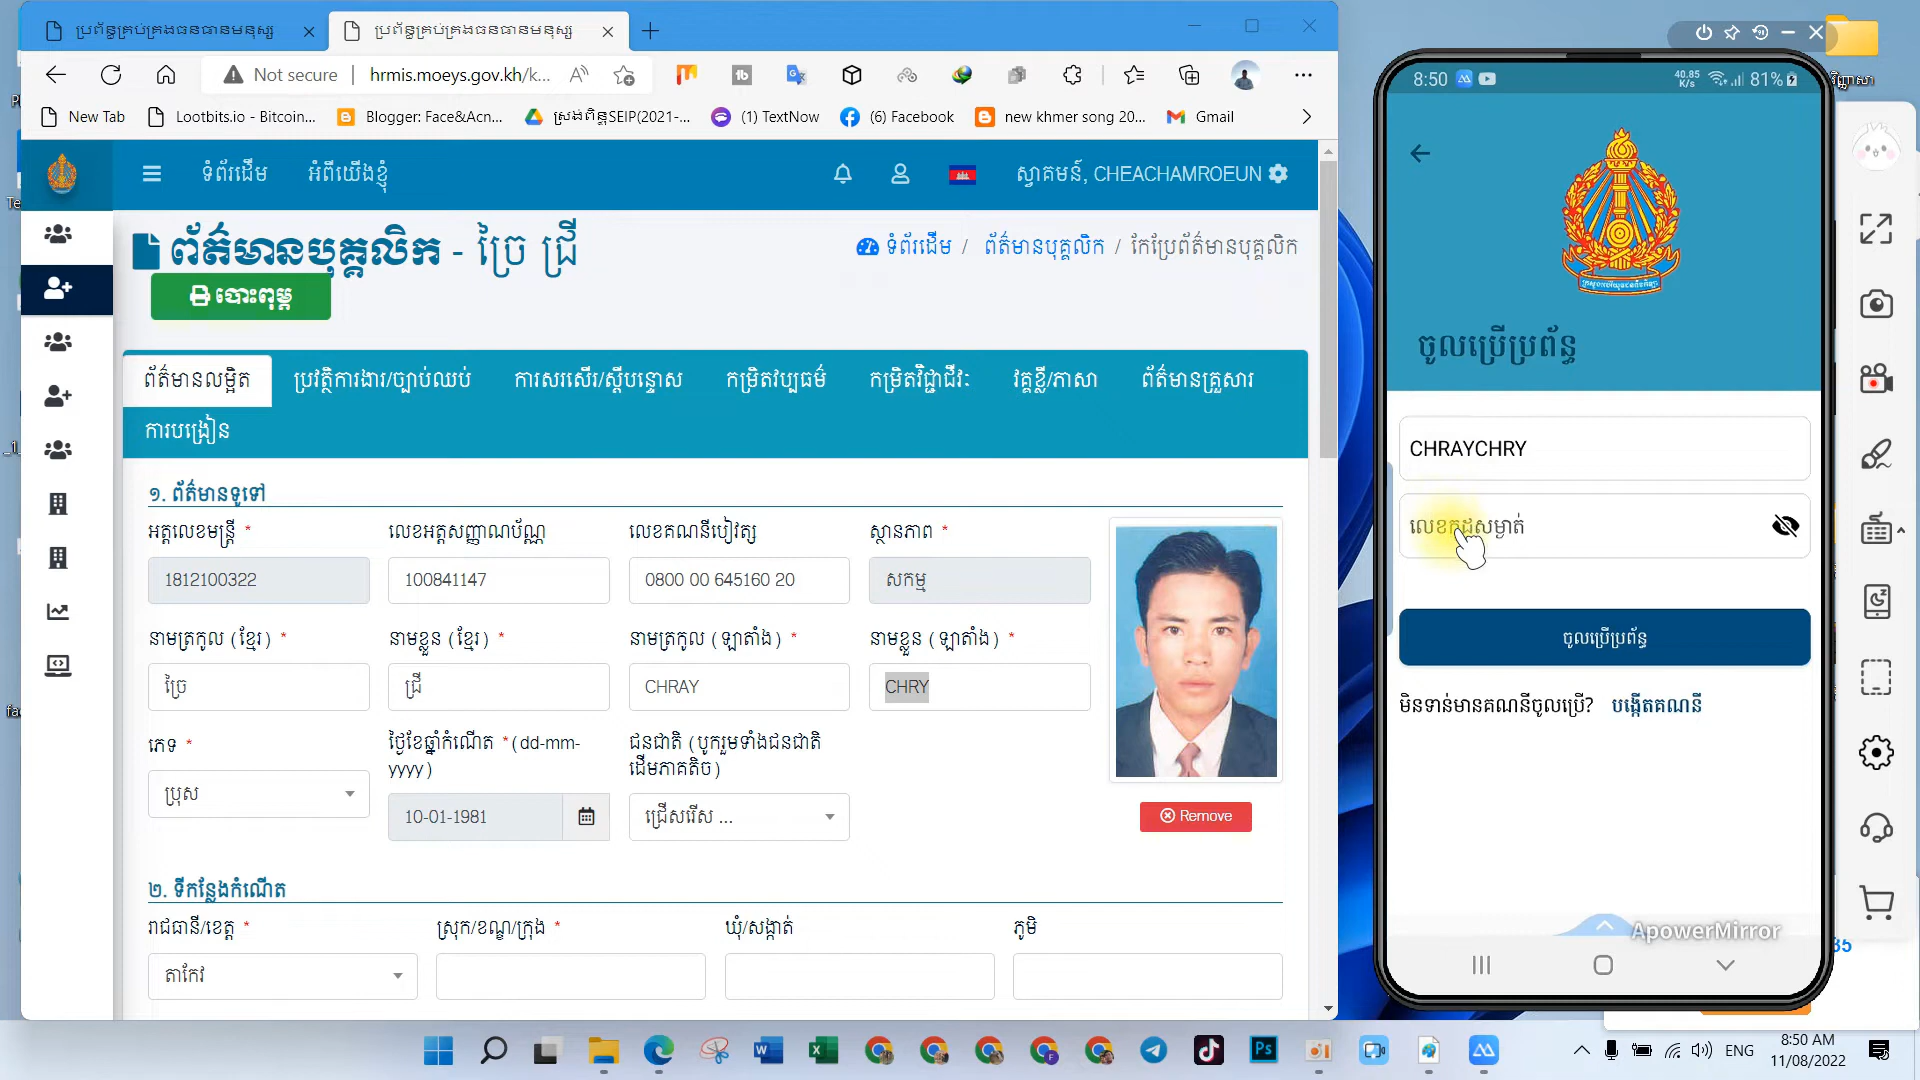 ប្រព័ន្ធគ្រប់គ្រងធនធានមនុស្ស
ប្រព័ន្ធគ្រប់គ្រងធនធានមនុស្ស
Not secure
hrmis.moeys.gov.kh/k...
New Tab
Lootbits.io - Bitcoin...
Blogger: Face&Acn...
ស្រង់ពិន្ទុSEIP(2021-...
(1) TextNow
(6) Facebook
new khmer song 20...
Gmail
ទំព័រដើម
អំពីយើងខ្ញុំ
ស្វាគមន៍, CHEACHAMROEUN
ព័ត៌មានបុគ្គលិក - ច្រៃ ជ្រី
ទំព័រដើម / ព័ត៌មានបុគ្គលិក / កែប្រែព័ត៌មានបុគ្គលិក
បោះពុម្ព
ព័ត៌មានលម្អិត
ប្រវត្តិការងារ/ច្បាប់ឈប់
ការសរសើរ/ស្តីបន្ទោស
កម្រិតវប្បធម៌
កម្រិតវិជ្ជាជីវៈ
វគ្គខ្លី/ភាសា
ព័ត៌មានគ្រួសារ
ការបង្រៀន
១. ព័ត៌មានទូទៅ
អត្តលេខមន្ត្រី *
លេខអត្តសញ្ញាណប័ណ្ណ
លេខគណនីបៀវត្ស
ស្ថានភាព *
1812100322
100841147
0800 00 645160 20
សកម្ម
នាមត្រកូល (ខ្មែរ) *
នាមខ្លួន (ខ្មែរ) *
នាមត្រកូល (ឡាតាំង) *
នាមខ្លួន (ឡាតាំង) *
ច្រៃ
ជ្រី
CHRAY
CHRY
ភេទ *
ថ្ងៃខែឆ្នាំកំណើត *(dd-mm-
yyyy)
ជនជាតិ (បូករួមទាំងជនជាតិ
ដើមភាគតិច)
ប្រុស
10-01-1981
ជ្រើសរើស ...
Remove
២. ទីកន្លែងកំណើត
រាជធានី/ខេត្ត *
ស្រុក/ខណ្ឌ/ក្រុង *
ឃុំ/សង្កាត់
ភូមិ
តាកែវ
8:50
40.85
K/s
81%
ចូលប្រើប្រព័ន្ធ
CHRAYCHRY
លេខកូដសម្ងាត់
ចូលប្រើប្រព័ន្ធ
មិនទាន់មានគណនីចូលប្រើ? បង្កើតគណនី
ApowerMirror
ENG
8:50 AM
11/08/2022